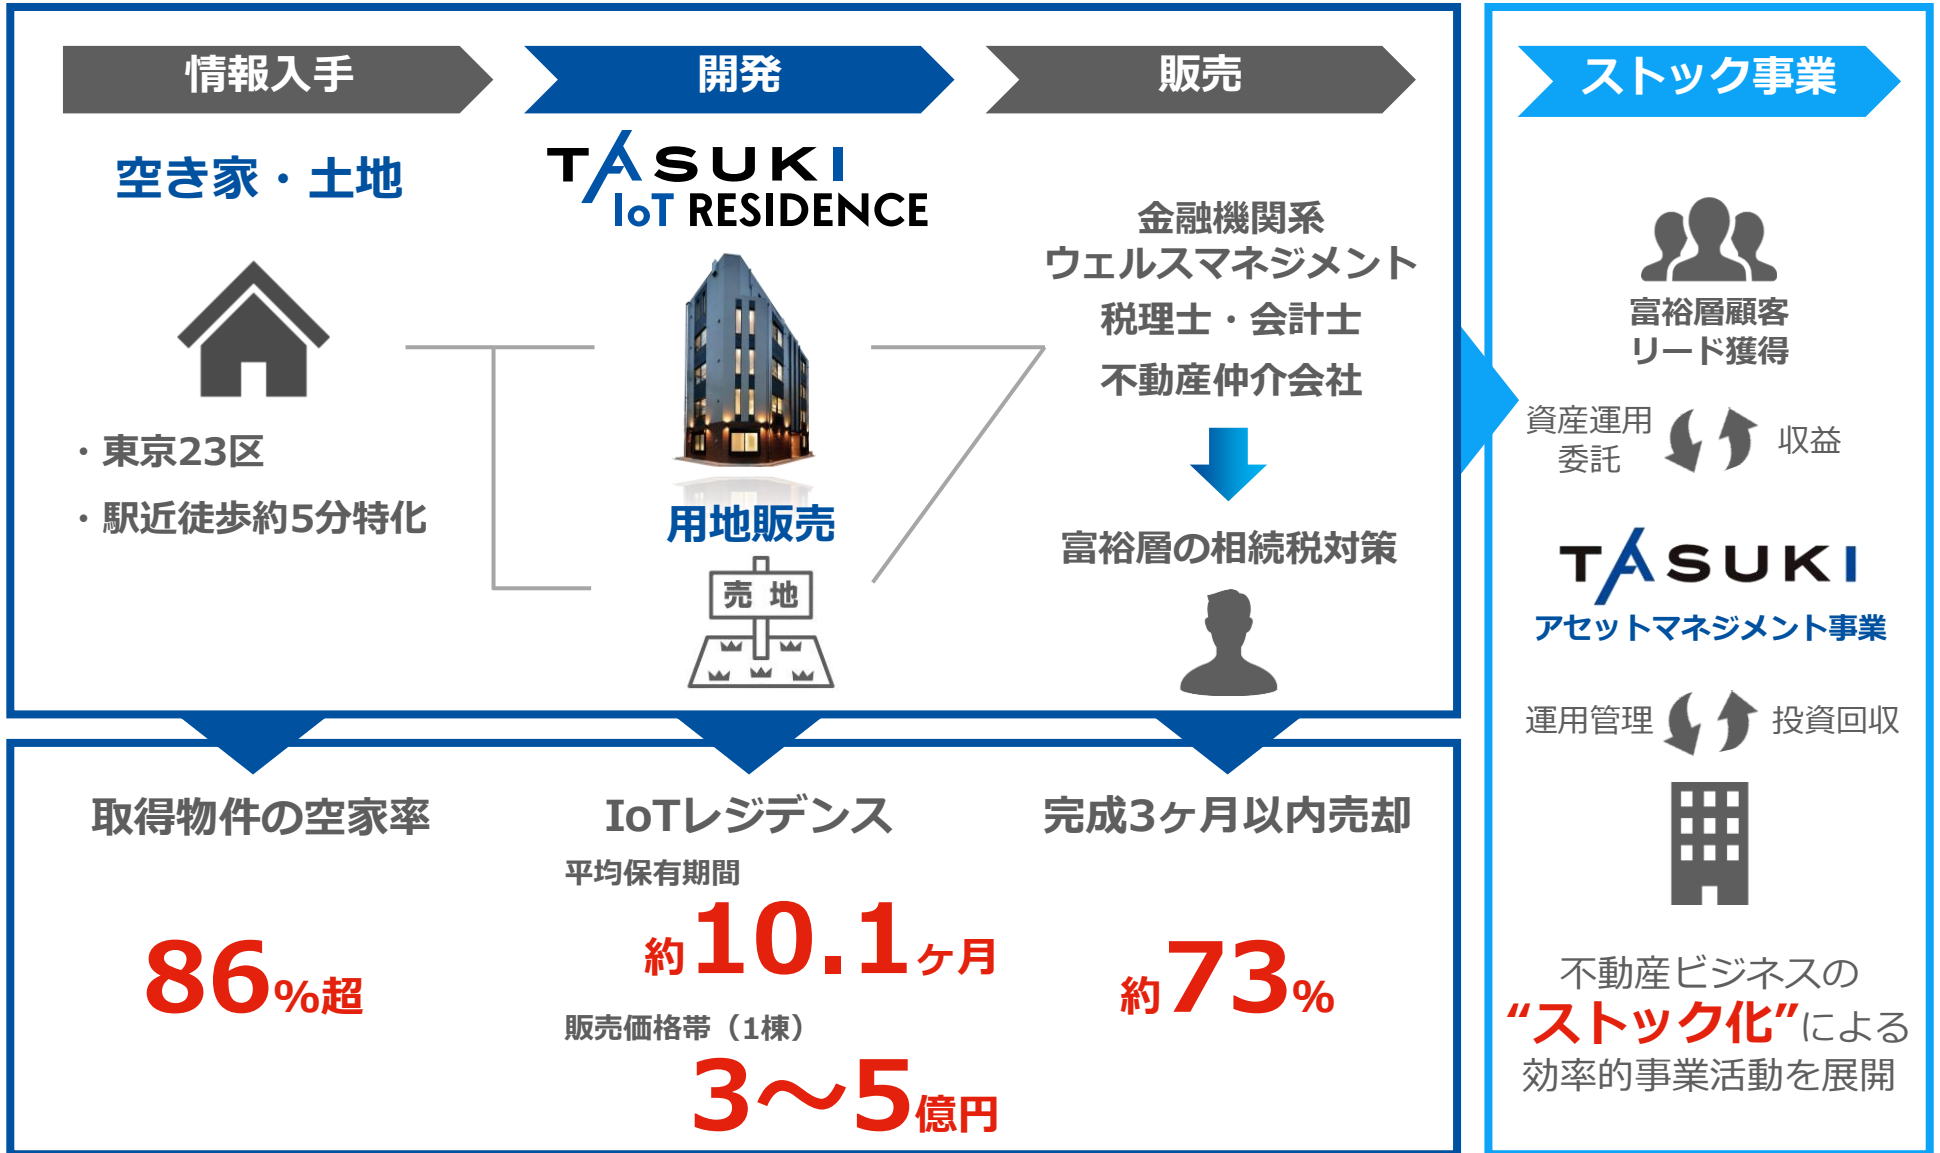 情報入手
開発
販売
ストック事業
空き家・土地
・東京23区
・駅近徒歩約5分特化
TASUKI
IoT RESIDENCE
用地販売
売 地
金融機関系
ウェルスマネジメント
税理士・会計士
不動産仲介会社
富裕層の相続税対策
富裕層顧客
リード獲得
資産運用
委託
収益
TASUKI
アセットマネジメント事業
運用管理
投資回収
不動産ビジネスの
“ストック化”による
効率的事業活動を展開
取得物件の空家率
86%超
IoTレジデンス
平均保有期間
約10.1ヶ月
販売価格帯（1棟）
3～5億円
完成3ヶ月以内売却
約73%